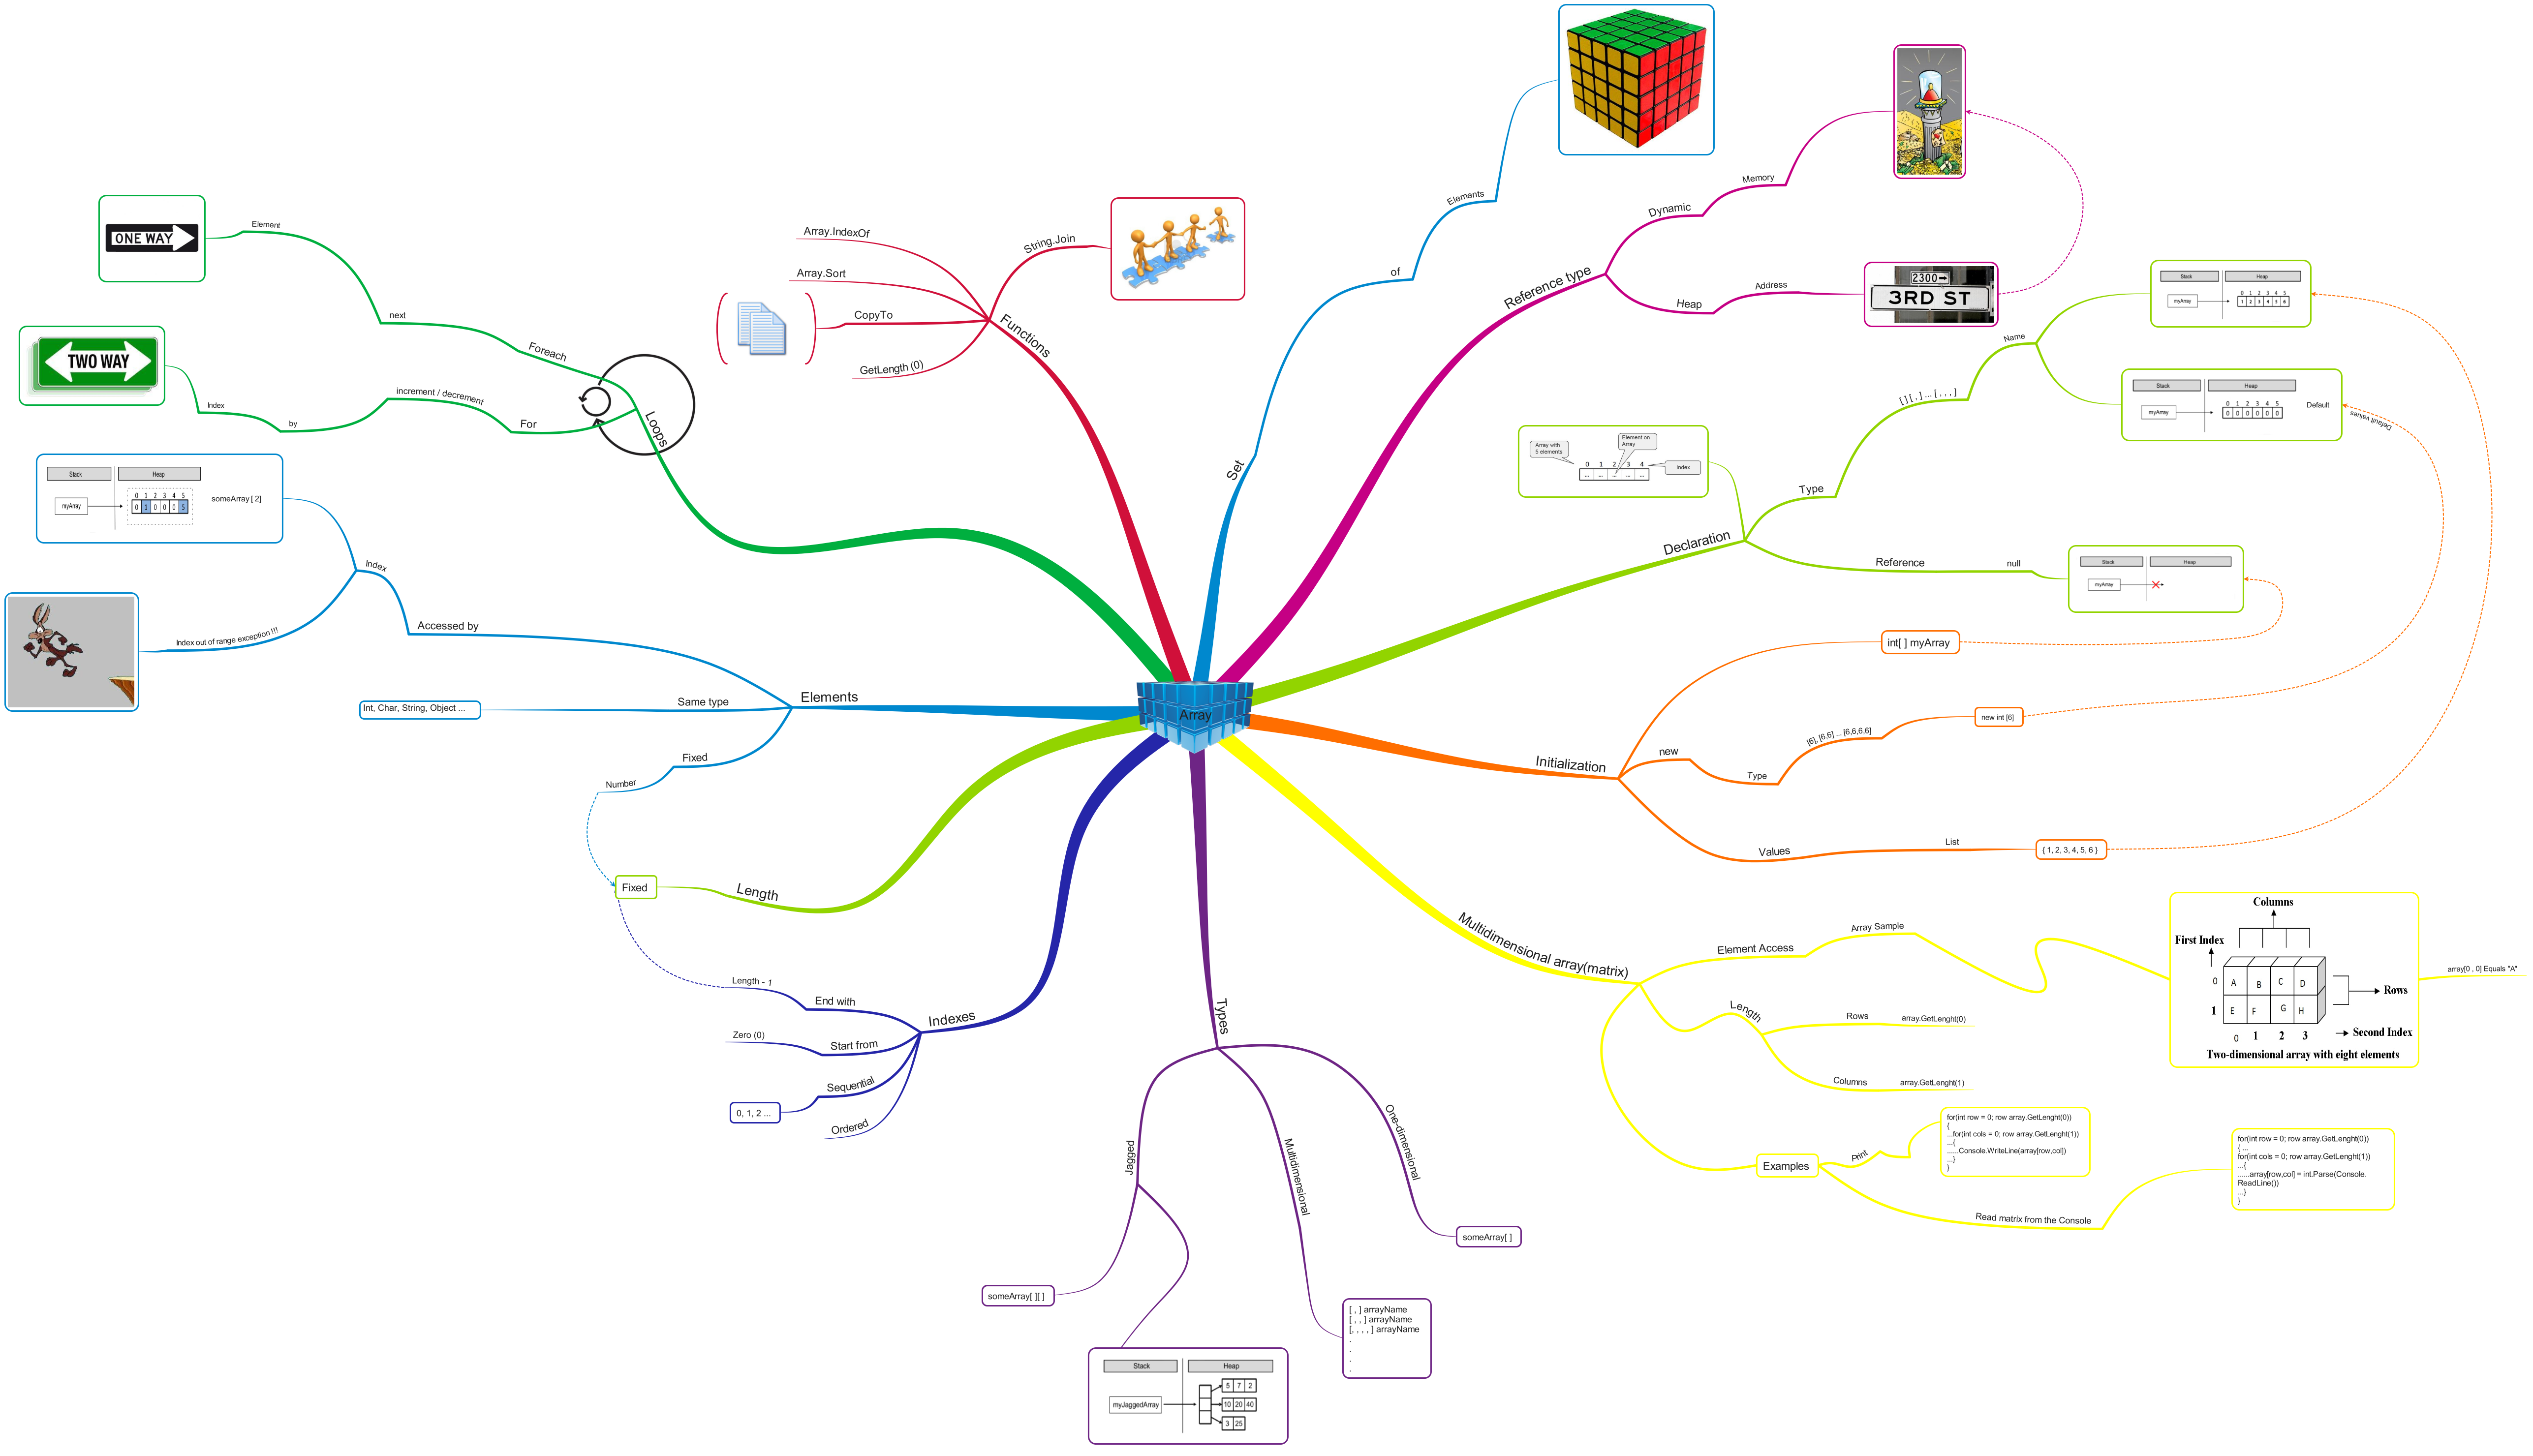 Array
Set
of
Elements
Reference type
Dynamic
Memory
Heap
Address
2300
3RD ST
Declaration
Array with
5 elements
Element on
Array
0 1 2 3 4
... ... ... ... ...
Index
Type
[ ] [ , ] ... [ , , , ]
Name
Stack
Heap
myArray
0 1 2 3 4 5
1 2 3 4 5 6
Stack
Heap
myArray
0 1 2 3 4 5
0 0 0 0 0 0
Default
Default values
Reference
null
Stack
Heap
myArray
Initialization
int[ ] myArray
new
Type
[6], [6,6] ... [6,6,6,6]
new int [6]
Values
List
{ 1, 2, 3, 4, 5, 6 }
Multidimensional array(matrix)
Element Access
Array Sample
Columns
First Index
0 A B C D
1 E F G H
Rows
0 1 2 3
Second Index
Two-dimensional array with eight elements
array[0 , 0] Equals "A"
Length
Rows
array.GetLenght(0)
Columns
array.GetLenght(1)
Examples
Print
for(int row = 0; row array.GetLenght(0))
{
...for(int cols = 0; row array.GetLenght(1))
...{
......Console.WriteLine(array[row,col])
...}
}
Read matrix from the Console
for(int row = 0; row array.GetLenght(0))
{ ...
for(int cols = 0; row array.GetLenght(1))
...{
......array[row,col] = int.Parse(Console.
ReadLine())
...}
}
Types
One-dimensional
someArray[ ]
Multidimensional
[ , ] arrayName
[ , , ] arrayName
[, , , , ] arrayName
.
.
.
.
Jagged
someArray[ ][ ]
Stack
Heap
myJaggedArray
5 7 2
10 20 40
3 25
Indexes
End with
Length - 1
Start from
Zero (0)
Sequential
0, 1, 2 ...
Ordered
Length
Fixed
Elements
Accessed by
Index
Stack
Heap
myArray
0 1 2 3 4 5
0 1 0 0 0 5
someArray [ 2]
Index out of range exception !!!
Same type
Int, Char, String, Object ...
Fixed
Number
Loops
Foreach
next
Element
ONE WAY
For
increment / decrement
by
Index
TWO WAY
Functions
Array.IndexOf
Array.Sort
CopyTo
GetLength (0)
String.Join